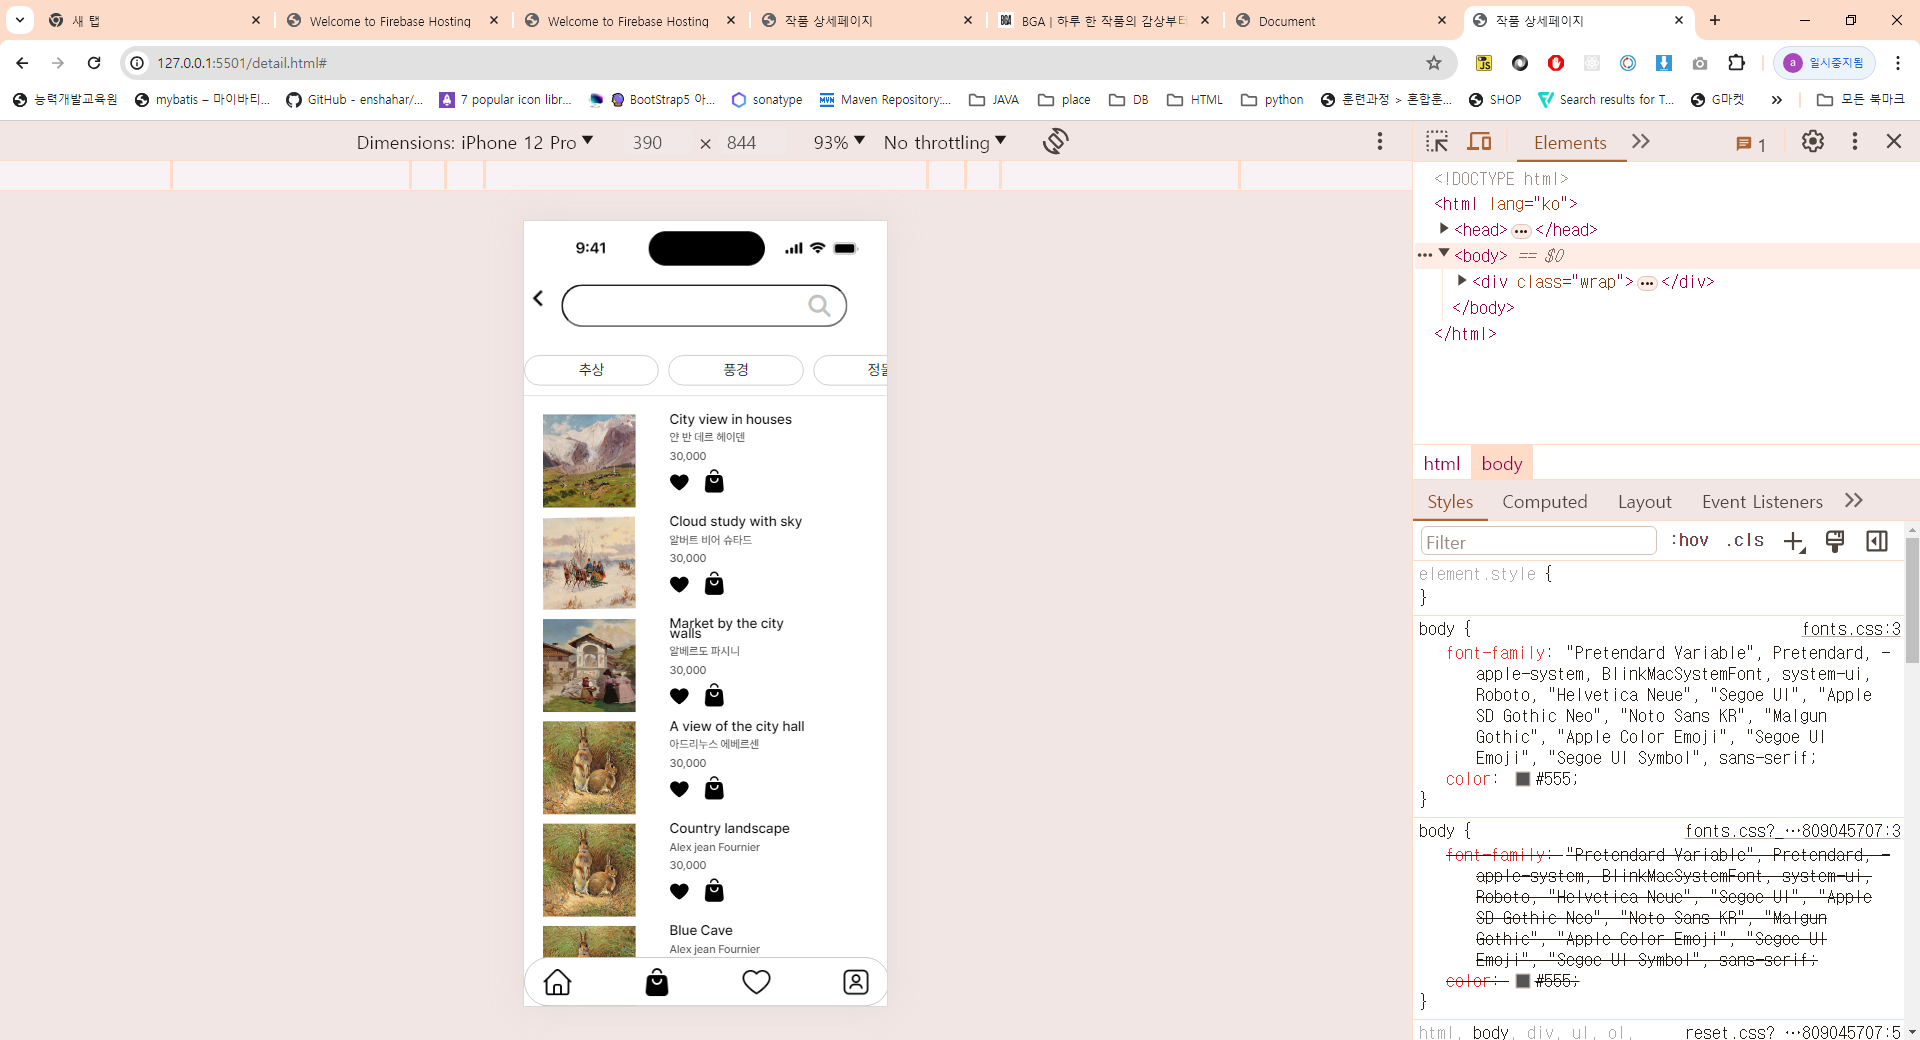 새 탭
Welcome to Firebase Hosting
Welcome to Firebase Hosting
작품 상세페이지
BGA | 하루 한 작품의 감상부터
Document
작품 상세페이지
127.0.0.1:5501/detail.html#
일시중지됨
능력개발교육원
mybatis – 마이바티...
GitHub - enshahar/...
7 popular icon libr...
BootStrap5 아...
sonatype
Maven Repository:...
JAVA
place
DB
HTML
python
훈련과정 > 혼합훈...
SHOP
Search results for T...
G마켓
모든 북마크
Dimensions: iPhone 12 Pro
390 × 844
93%
No throttling
9:41
추상
풍경
City view in houses
얀 반 데르 헤이덴
30,000
Cloud study with sky
알버트 비어 슈타드
30,000
Market by the city
walls
알베르도 파시니
30,000
A view of the city hall
아드리누스 에베르센
30,000
Country landscape
Alex jean Fournier
30,000
Blue Cave
Alex jean Fournier
Elements
1
<!DOCTYPE html>
<html lang="ko">
<head>…</head>
<body> == $0
<div class="wrap">…</div>
</body>
</html>
html
body
Styles
Computed
Layout
Event Listeners
Filter
:hov
.cls
element.style {
}
body {
fonts.css:3
font-family: "Pretendard Variable", Pretendard, -
apple-system, BlinkMacSystemFont, system-ui,
Roboto, "Helvetica Neue", "Segoe UI", "Apple
SD Gothic Neo", "Noto Sans KR", "Malgun
Gothic", "Apple Color Emoji", "Segoe UI
Emoji", "Segoe UI Symbol", sans-serif;
color: #555;
}
body {
fonts.css?_…809045707:3
font-family: "Pretendard Variable", Pretendard, -
apple-system, BlinkMacSystemFont, system-ui,
Roboto, "Helvetica Neue", "Segoe UI", "Apple
SD Gothic Neo", "Noto Sans KR", "Malgun
Gothic", "Apple Color Emoji", "Segoe UI
Emoji", "Segoe UI Symbol", sans-serif;
color: #555;
}
html, body, div, ul, ol,
reset.css?_…809045707:5